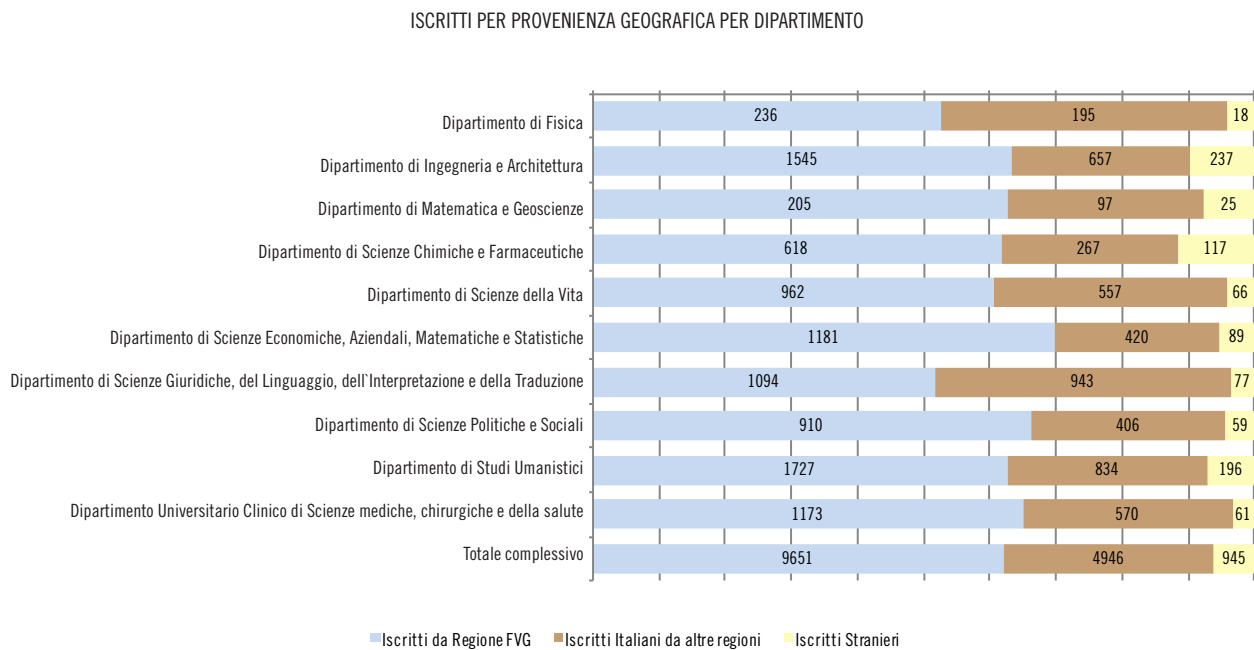 ISCRITTI PER PROVENIENZA GEOGRAFICA PER DIPARTIMENTO
Dipartimento di Fisica 236 195 18
Dipartimento di Ingegneria e Architettura 1545 657 237
Dipartimento di Matematica e Geoscienze 205 97 25
Dipartimento di Scienze Chimiche e Farmaceutiche 618 267 117
Dipartimento di Scienze della Vita 962 557 66
Dipartimento di Scienze Economiche, Aziendali, Matematiche e Statistiche 1181 420 89
Dipartimento di Scienze Giuridiche, del Linguaggio, dell`Interpretazione e della Traduzione 1094 943 77
Dipartimento di Scienze Politiche e Sociali 910 406 59
Dipartimento di Studi Umanistici 1727 834 196
Dipartimento Universitario Clinico di Scienze mediche, chirurgiche e della salute 1173 570 61
Totale complessivo 9651 4946 945
Iscritti da Regione FVG Iscritti Italiani da altre regioni Iscritti Stranieri